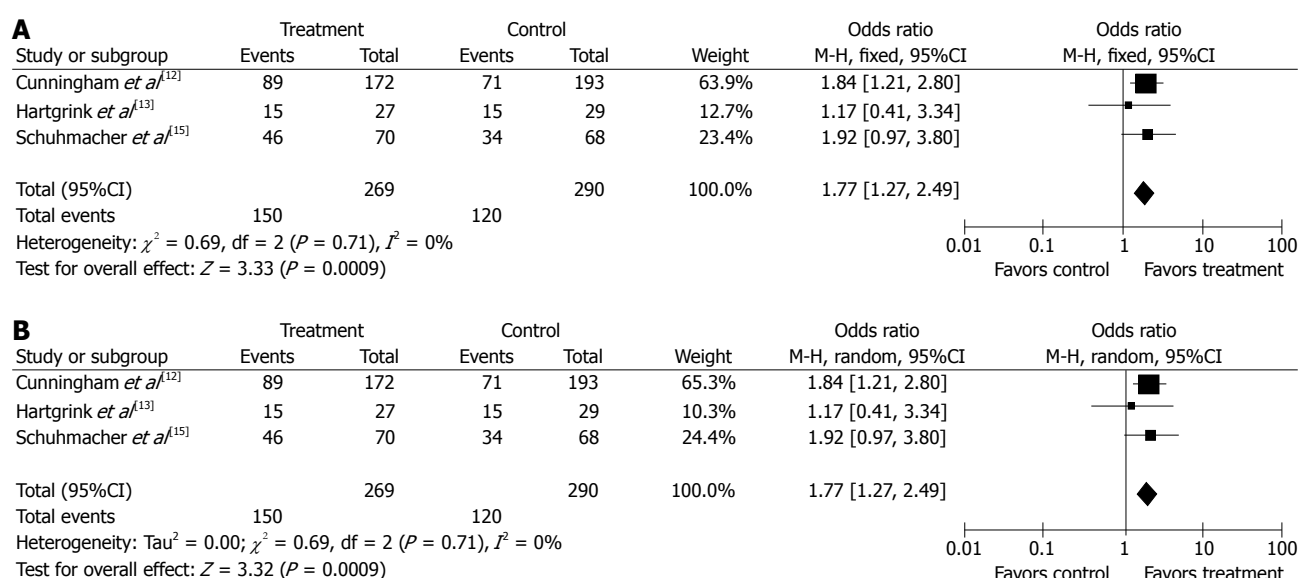 A
Treatment Control Odds ratio Odds ratio
Study or subgroup Events Total Events Total Weight M-H, fixed, 95%CI M-H, fixed, 95%CI
Cunningham et al[12] 89 172 71 193 63.9% 1.84 [1.21, 2.80]
Hartgrink et al[13] 15 27 15 29 12.7% 1.17 [0.41, 3.34]
Schuhmacher et al[15] 46 70 34 68 23.4% 1.92 [0.97, 3.80]
Total (95%CI) 269 290 100.0% 1.77 [1.27, 2.49]
Total events 150 120
Heterogeneity: χ² = 0.69, df = 2 (P = 0.71), I² = 0%
Test for overall effect: Z = 3.33 (P = 0.0009)
0.01 0.1 1 10 100
Favors control Favors treatment
B
Treatment Control Odds ratio Odds ratio
Study or subgroup Events Total Events Total Weight M-H, random, 95%CI M-H, random, 95%CI
Cunningham et al[12] 89 172 71 193 65.3% 1.84 [1.21, 2.80]
Hartgrink et al[13] 15 27 15 29 10.3% 1.17 [0.41, 3.34]
Schuhmacher et al[15] 46 70 34 68 24.4% 1.92 [0.97, 3.80]
Total (95%CI) 269 290 100.0% 1.77 [1.27, 2.49]
Total events 150 120
Heterogeneity: Tau² = 0.00; χ² = 0.69, df = 2 (P = 0.71), I² = 0%
Test for overall effect: Z = 3.32 (P = 0.0009)
0.01 0.1 1 10 100
Favors control Favors treatment